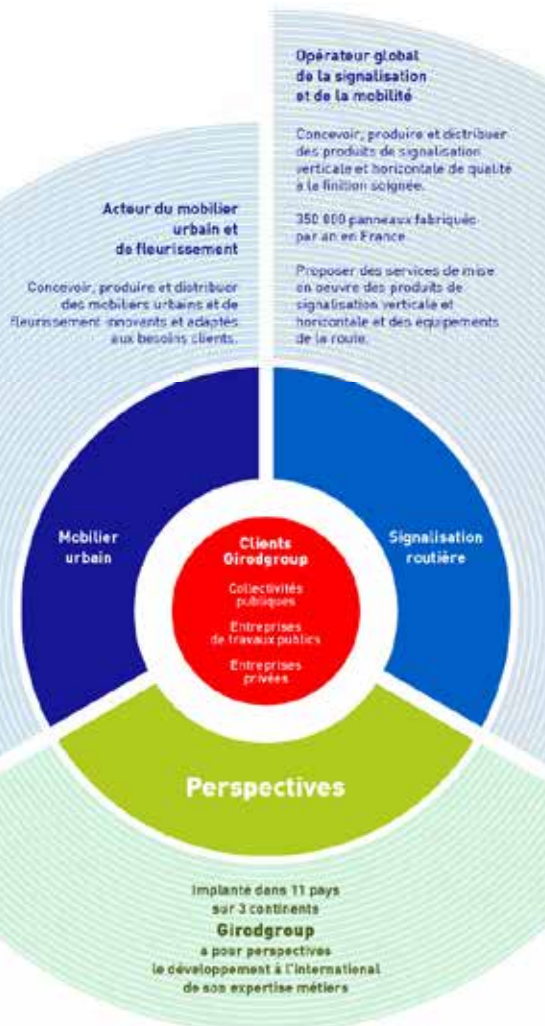 Opérateur global
de la signalisation
et de la mobilité
Concevoir, produire et distribuer
des produits de signalisation
verticale et horizontale de qualité
à la finition soignée.
350 000 panneaux fabriqués
par an en France
Proposer des services de mise
en oeuvre des produits de
signalisation verticale et
horizontale et des équipements
de la route.
Acteur du mobilier
urbain et
de fleurissement
Concevoir, produire et distribuer
des mobiliers urbains et de
fleurissement innovants et adaptés
aux besoins clients.
Mobilier
urbain
Clients
Girodgroup
Collectivités
publiques
Entreprises
de travaux publics
Entreprises
privées
Signalisation
routière
Perspectives
Implanté dans 11 pays
sur 3 continents
Girodgroup
a pour perspectives
le développement à l'international
de son expertise métiers